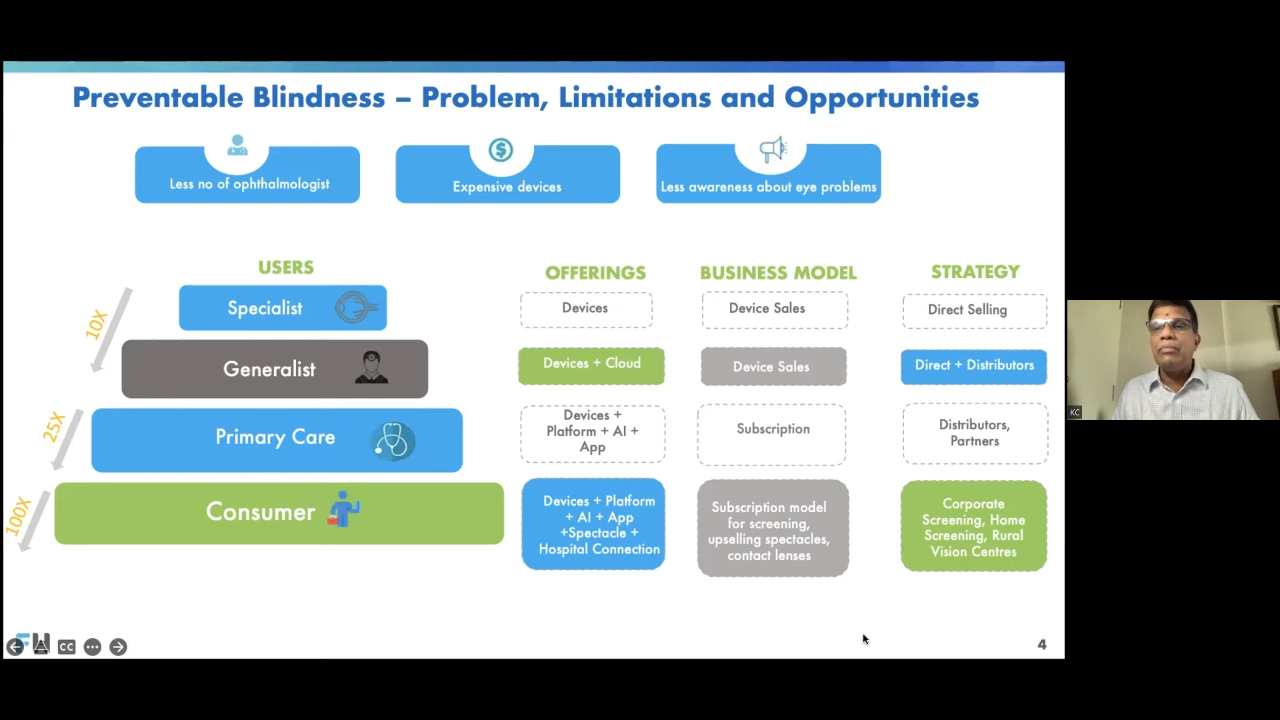 Preventable Blindness – Problem, Limitations and Opportunities
Less no of ophthalmologist
Expensive devices
Less awareness about eye problems
USERS
OFFERINGS
BUSINESS MODEL
STRATEGY
10X
Specialist
Devices
Device Sales
Direct Selling
Generalist
Devices + Cloud
Device Sales
Direct + Distributors
25X
Primary Care
Devices +
Platform + AI +
App
Subscription
Distributors,
Partners
100X
Consumer
Devices + Platform
+ AI + App
+Spectacle +
Hospital Connection
Subscription model
for screening,
upselling spectacles,
contact lenses
Corporate
Screening, Home
Screening, Rural
Vision Centres
CC
4
KC